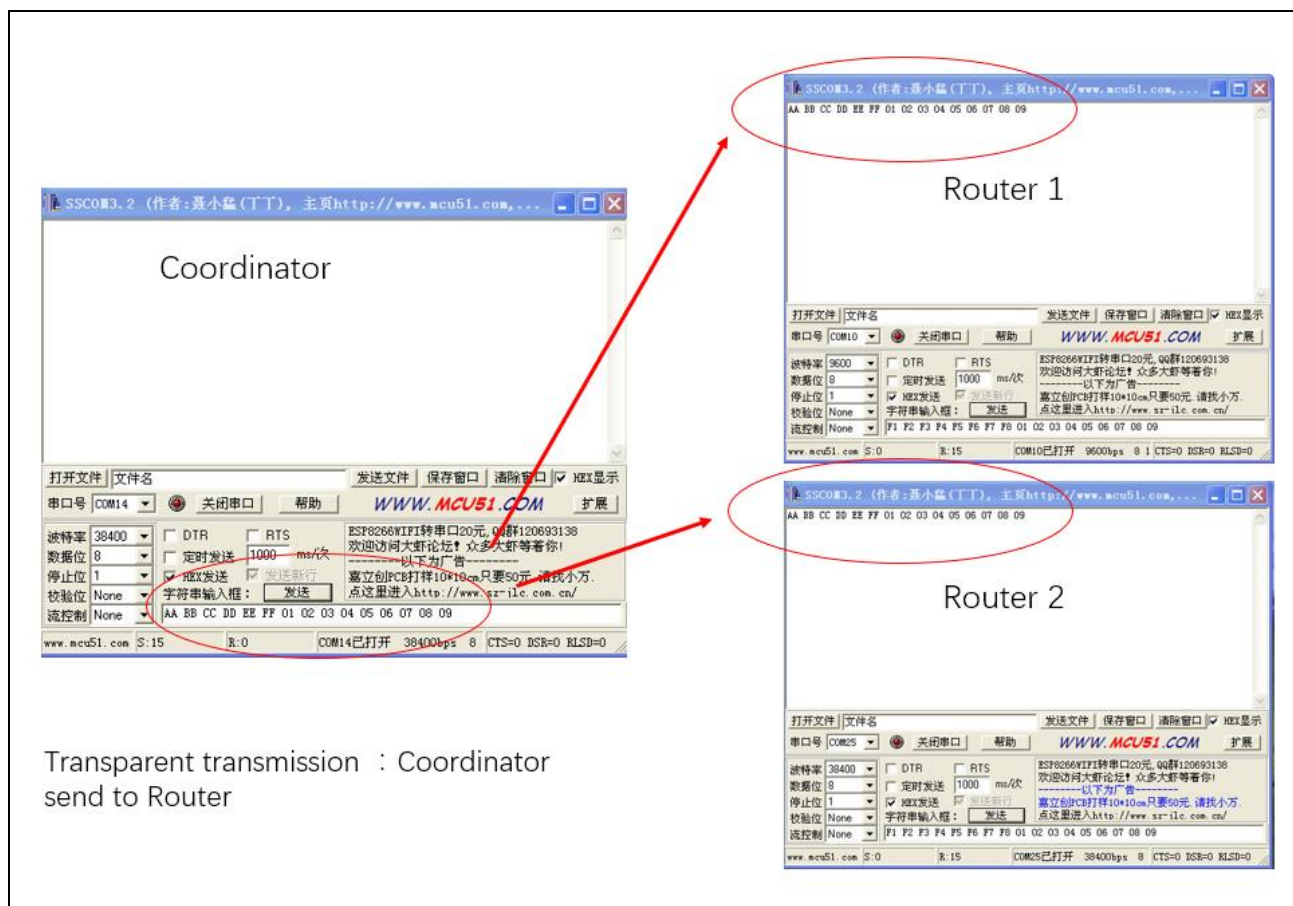 SSCOM3.2 (作者:聂小猛(丁丁), 主页http://www.mcu51.com,...
Coordinator
打开文件 文件名 发送文件 保存窗口 清除窗口 HEX显示
串口号 COM14 关闭串口 帮助 WWW.MCU51.COM 扩展
波特率 38400 DTR RTS
数据位 8 定时发送 1000 ms/次
停止位 1 HEX发送 发送新行
校验位 None 字符串输入框: 发送
流控制 None AA BB CC DD EE FF 01 02 03 04 05 06 07 08 09
ESP8266WIFI转串口20元,QQ群120693138
欢迎访问大虾论坛! 众多大虾等着你!
--------以下为广告--------
嘉立创PCB打样10*10cm只要50元.请找小万.
点这里进入http://www.sz-jlc.com.cn/
www.mcu51.com S:15 R:0 COM14已打开 38400bps 8 CTS=0 DSR=0 RLSD=0
Transparent transmission : Coordinator
send to Router
SSCOM3.2 (作者:聂小猛(丁丁), 主页http://www.mcu51.com,...
AA BB CC DD EE FF 01 02 03 04 05 06 07 08 09
Router 1
打开文件 文件名 发送文件 保存窗口 清除窗口 HEX显示
串口号 COM10 关闭串口 帮助 WWW.MCU51.COM 扩展
波特率 9600 DTR RTS
数据位 8 定时发送 1000 ms/次
停止位 1 HEX发送 发送新行
校验位 None 字符串输入框: 发送
流控制 None F1 F2 F3 F4 F5 F6 F7 F8 01 02 03 04 05 06 07 08 09
ESP8266WIFI转串口20元,QQ群120693138
欢迎访问大虾论坛! 众多大虾等着你!
--------以下为广告--------
嘉立创PCB打样10*10cm只要50元.请找小万.
点这里进入http://www.sz-jlc.com.cn/
www.mcu51.com S:0 R:15 COM10已打开 9600bps 8 1 CTS=0 DSR=0 RLSD=0
SSCOM3.2 (作者:聂小猛(丁丁), 主页http://www.mcu51.com,...
AA BB CC DD EE FF 01 02 03 04 05 06 07 08 09
Router 2
打开文件 文件名 发送文件 保存窗口 清除窗口 HEX显示
串口号 COM25 关闭串口 帮助 WWW.MCU51.COM 扩展
波特率 38400 DTR RTS
数据位 8 定时发送 1000 ms/次
停止位 1 HEX发送 发送新行
校验位 None 字符串输入框: 发送
流控制 None F1 F2 F3 F4 F5 F6 F7 F8 01 02 03 04 05 06 07 08 09
ESP8266WIFI转串口20元,QQ群120693138
欢迎访问大虾论坛! 众多大虾等着你!
--------以下为广告--------
嘉立创PCB打样10*10cm只要50元.请找小万.
点这里进入http://www.sz-jlc.com.cn/
www.mcu51.com S:0 R:15 COM25已打开 38400bps 8 CTS=0 DSR=0 RLSD=0